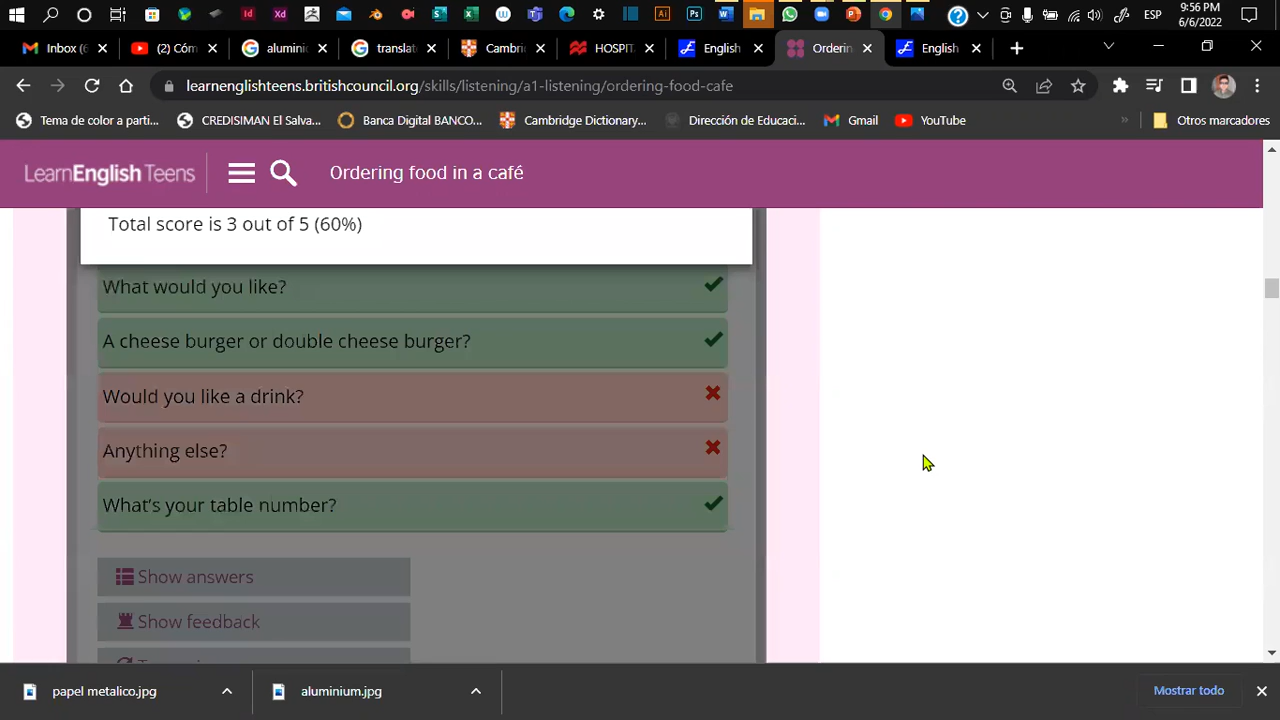 9:56 PM
ESP
6/6/2022
Inbox (6
(2) Cóm
aluminio
translate
Cambri
HOSPIT
English
Orderin
English
learnenglishteens.britishcouncil.org/skills/listening/a1-listening/ordering-food-cafe
Tema de color a parti...
CREDISIMAN El Salva...
Banca Digital BANCO...
Cambridge Dictionary...
Dirección de Educaci...
Gmail
YouTube
»
Otros marcadores
LearnEnglish Teens
Ordering food in a café
Total score is 3 out of 5 (60%)
What would you like?
A cheese burger or double cheese burger?
Would you like a drink?
Anything else?
What's your table number?
Show answers
Show feedback
papel metalico.jpg
aluminium.jpg
Mostrar todo